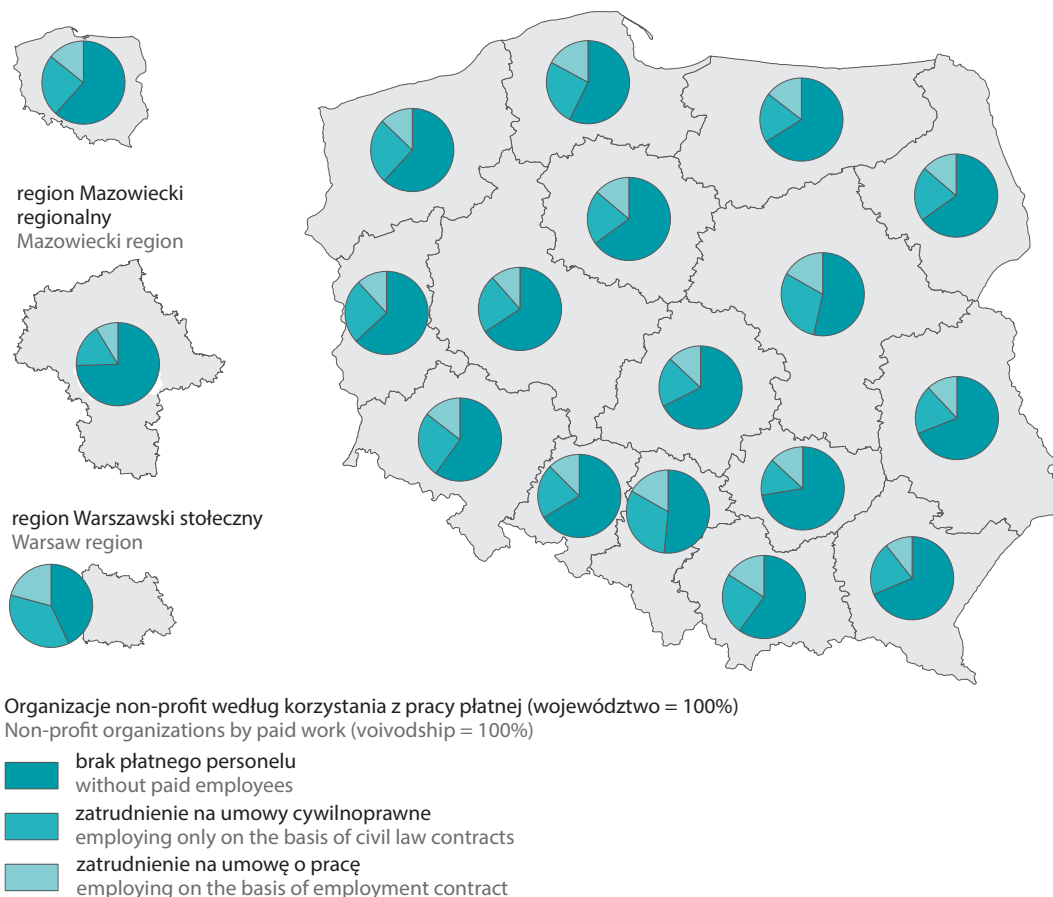 region Mazowiecki
regionalny
Mazowiecki region
region Warszawski stołeczny
Warsaw region
Organizacje non-profit według korzystania z pracy płatnej (województwo = 100%)
Non-profit organizations by paid work (voivodship = 100%)
brak płatnego personelu
without paid employees
zatrudnienie na umowy cywilnoprawne
employing only on the basis of civil law contracts
zatrudnienie na umowę o pracę
employing on the basis of employment contract